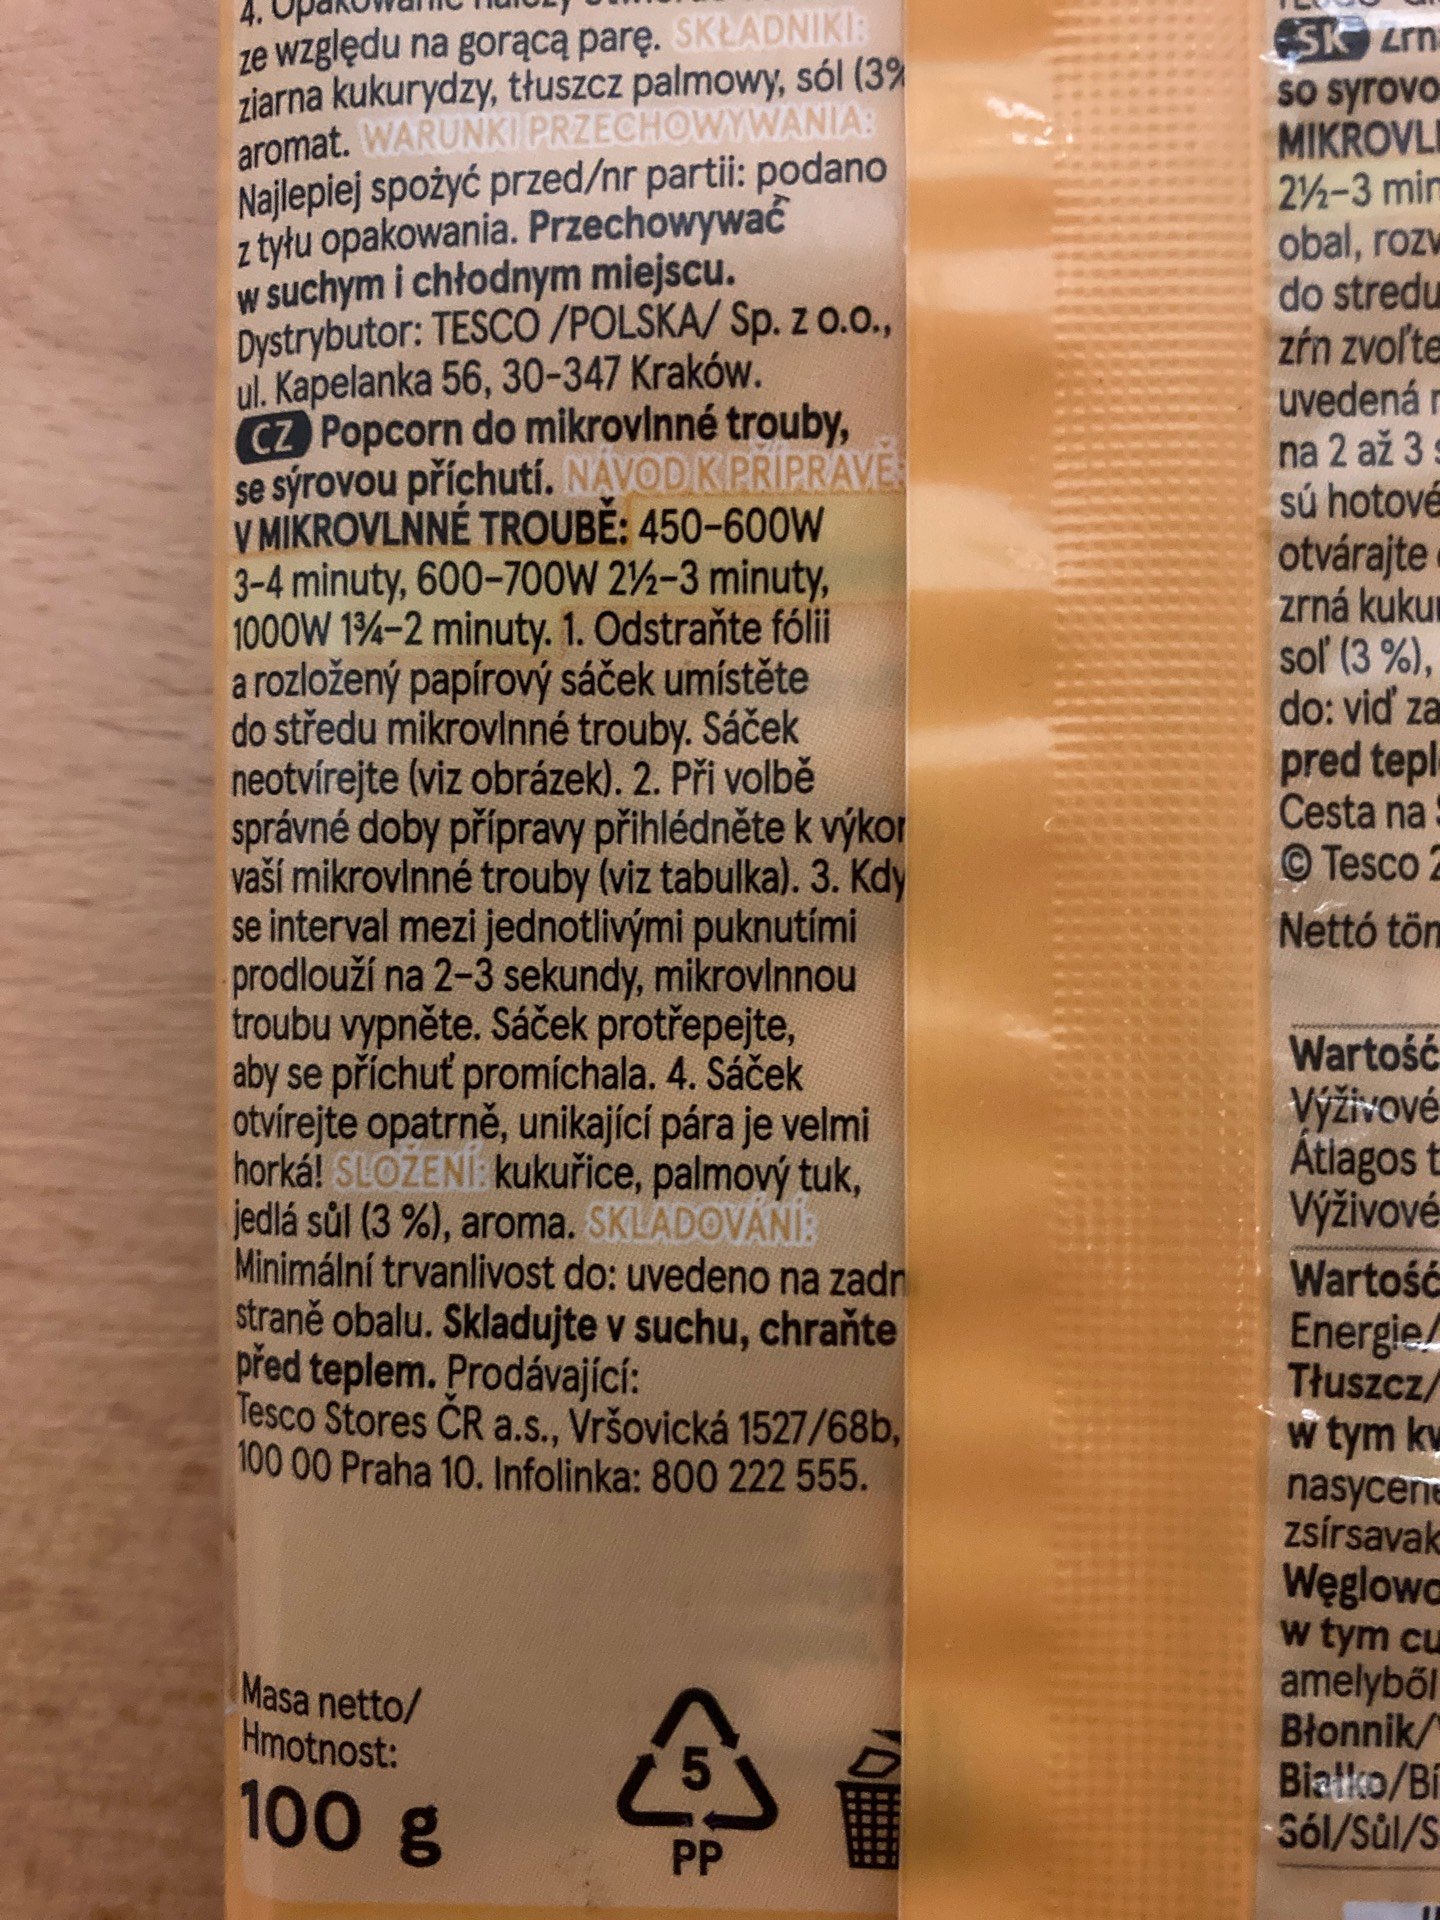 4. Opakowanie należy
ze względu na gorącą parę. SKŁADNIKI:
ziarna kukurydzy, tłuszcz palmowy, sól (3%
aromat. WARUNKI PRZECHOWYWANIA:
Najlepiej spożyć przed/nr partii: podano
z tyłu opakowania. Przechowywać
w suchym i chłodnym miejscu.
Dystrybutor: TESCO /POLSKA/ Sp. z o.o.,
ul. Kapelanka 56, 30-347 Kraków.
CZ Popcorn do mikrovlnné trouby,
se sýrovou příchutí. NÁVOD K PŘÍPRAVĚ:
V MIKROVLNNÉ TROUBĚ: 450-600W
3-4 minuty, 600-700W 2½-3 minuty,
1000W 1¾-2 minuty. 1. Odstraňte fólii
a rozložený papírový sáček umístěte
do středu mikrovlnné trouby. Sáček
neotvírejte (viz obrázek). 2. Při volbě
správné doby přípravy přihlédněte k výkon
vaší mikrovlnné trouby (viz tabulka). 3. Kdy
se interval mezi jednotlivými puknutími
prodlouží na 2-3 sekundy, mikrovlnnou
troubu vypněte. Sáček protřepejte,
aby se příchuť promíchala. 4. Sáček
otvírejte opatrně, unikající pára je velmi
horká! SLOŽENÍ: kukuřice, palmový tuk,
jedlá sůl (3 %), aroma. SKLADOVÁNÍ:
Minimální trvanlivost do: uvedeno na zadn
straně obalu. Skladujte v suchu, chraňte
před teplem. Prodávající:
Tesco Stores ČR a.s., Vršovická 1527/68b,
100 00 Praha 10. Infolinka: 800 222 555.
Masa netto/
Hmotnost:
100 g
5
PP
SK Zrn
so syrovo
MIKROVL
2½-3 min
obal, rozv
do stredu
zŕn zvoľte
uvedená
na 2 až 3
sú hotové
otvárajte
zrná kuku
soľ (3 %),
do: viď za
pred tepl
Cesta na
© Tesco 2
Nettó töm
Wartość
Výživové
Átlagos t
Výživové
Wartość
Energie/
Tłuszcz/
w tym kw
nasycene
zsírsavak
Węglowo
w tym cu
amelyből
Błonnik/
Białko/Bí
Sól/Sůl/S